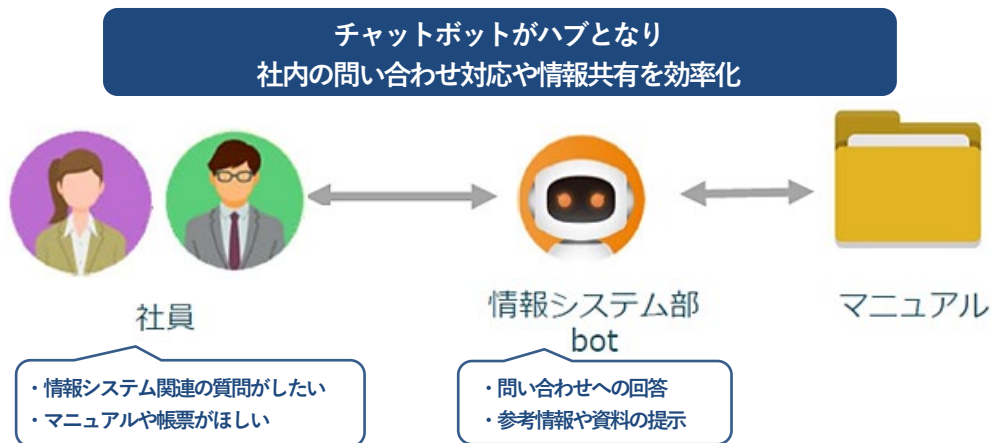 チャットボットがハブとなり
社内の問い合わせ対応や情報共有を効率化
社員
情報システム部
bot
マニュアル
・情報システム関連の質問がしたい
・マニュアルや帳票がほしい
・問い合わせへの回答
・参考情報や資料の提示